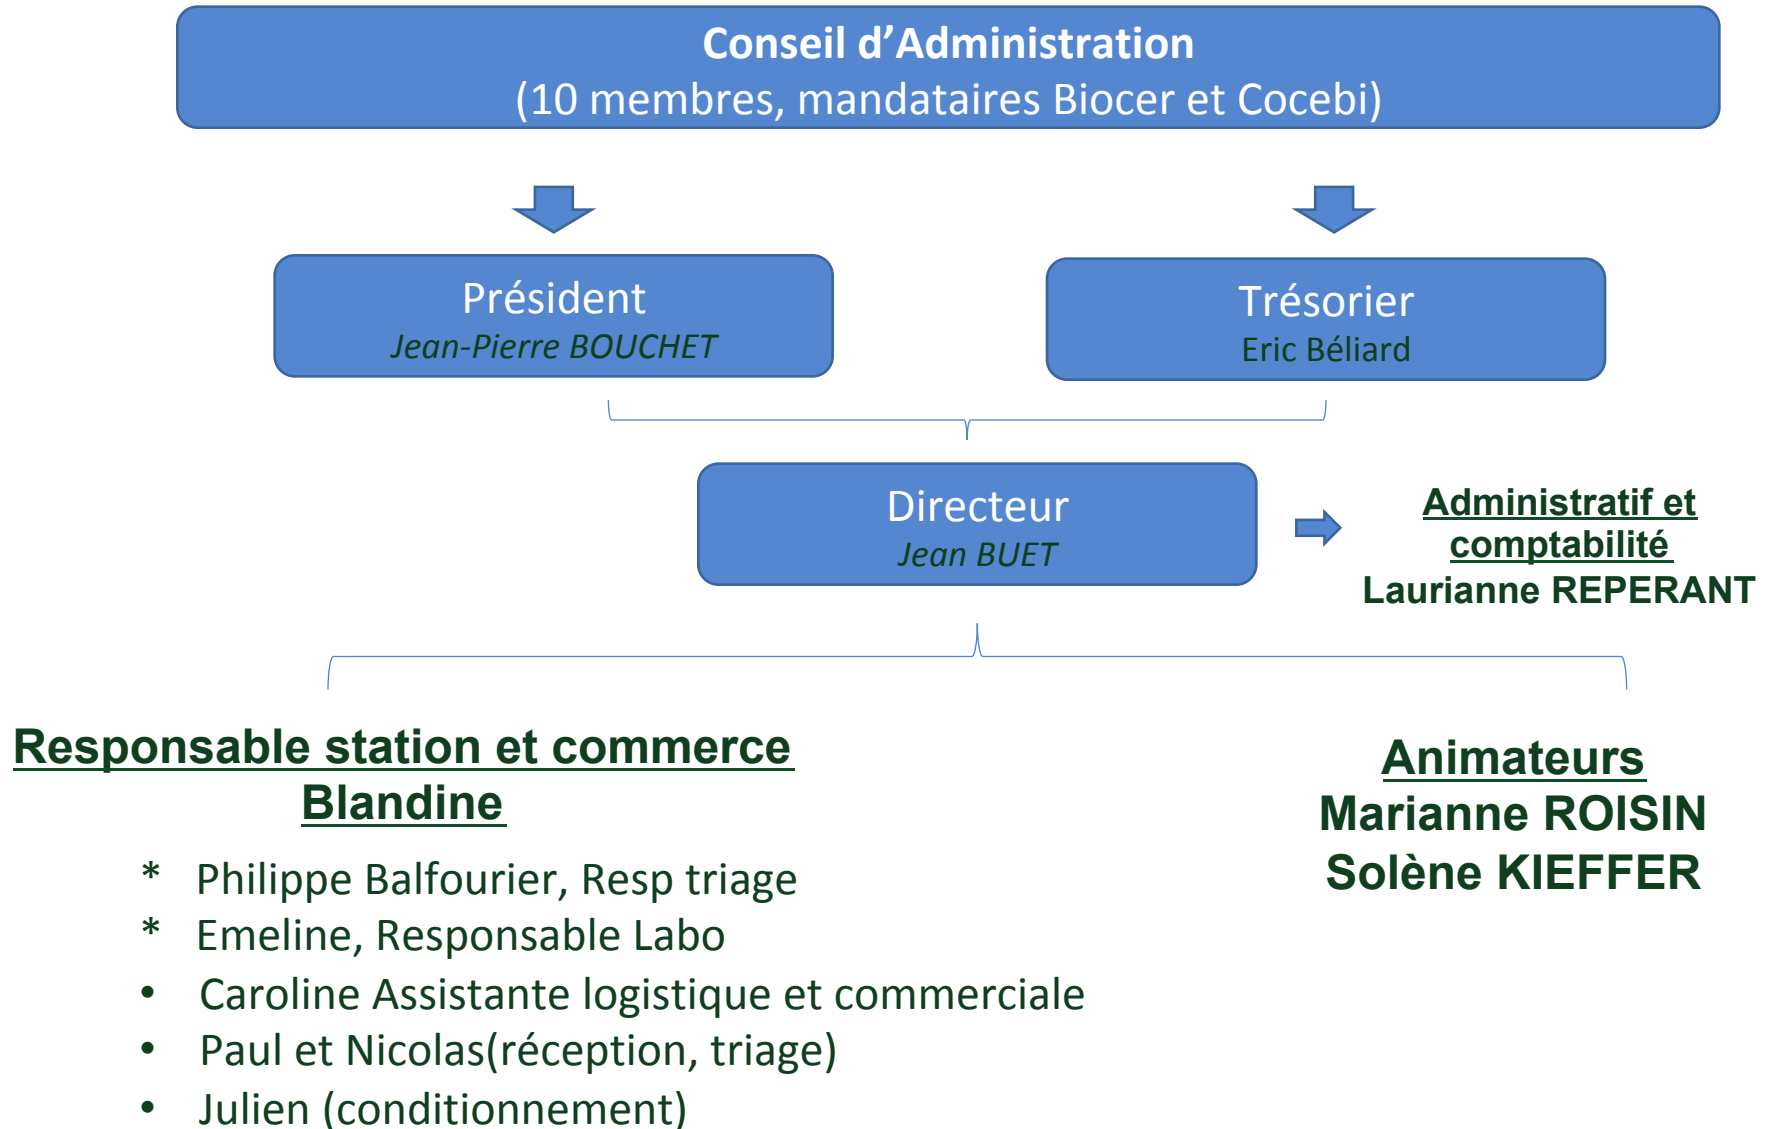 Conseil d’Administration
(10 membres, mandataires Biocer et Cocebi)
Président
Jean-Pierre BOUCHET
Trésorier
Eric Béliard
Directeur
Jean BUET
Administratif et
comptabilité
Laurianne REPERANT
Responsable station et commerce
Blandine
* Philippe Balfourier, Resp triage
* Emeline, Responsable Labo
• Caroline Assistante logistique et commerciale
• Paul et Nicolas(réception, triage)
• Julien (conditionnement)
Animateurs
Marianne ROISIN
Solène KIEFFER